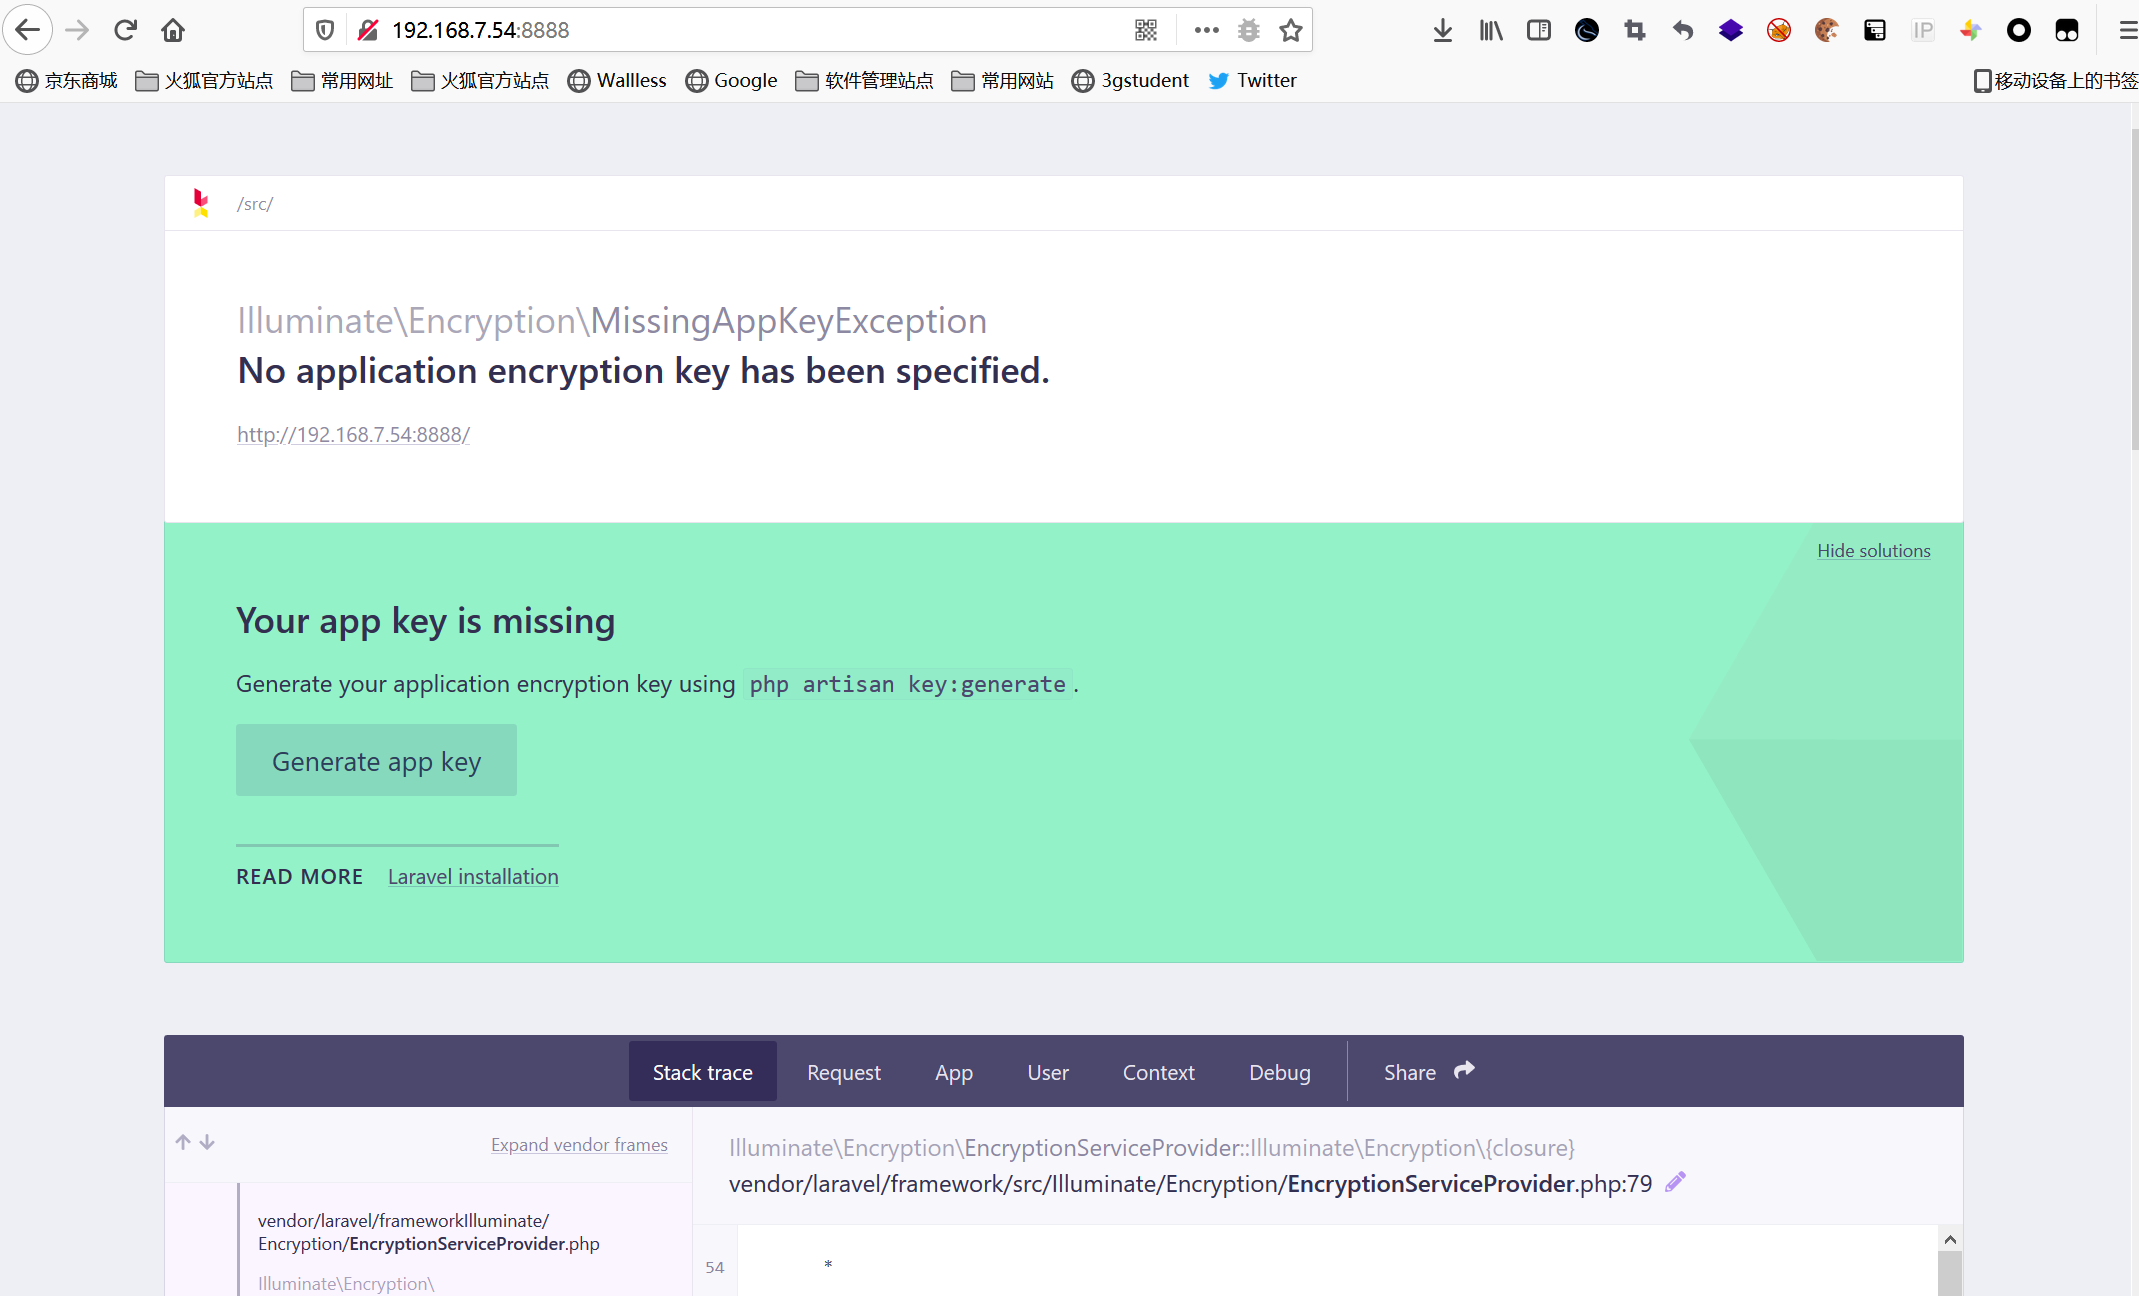 192.168.7.54:8888
IP
京东商城 火狐官方站点 常用网址 火狐官方站点 Wallless Google 软件管理站点 常用网站 3gstudent Twitter 移动设备上的书签
/src/
Illuminate\Encryption\MissingAppKeyException
No application encryption key has been specified.
http://192.168.7.54:8888/
Hide solutions
Your app key is missing
Generate your application encryption key using php artisan key:generate.
Generate app key
READ MORE Laravel installation
Stack trace Request App User Context Debug Share
Expand vendor frames
vendor/laravel/frameworkIlluminate/
Encryption/EncryptionServiceProvider.php
Illuminate\Encryption\
Illuminate\Encryption\EncryptionServiceProvider::Illuminate\Encryption\{closure}
vendor/laravel/framework/src/Illuminate/Encryption/EncryptionServiceProvider.php:79
54 *